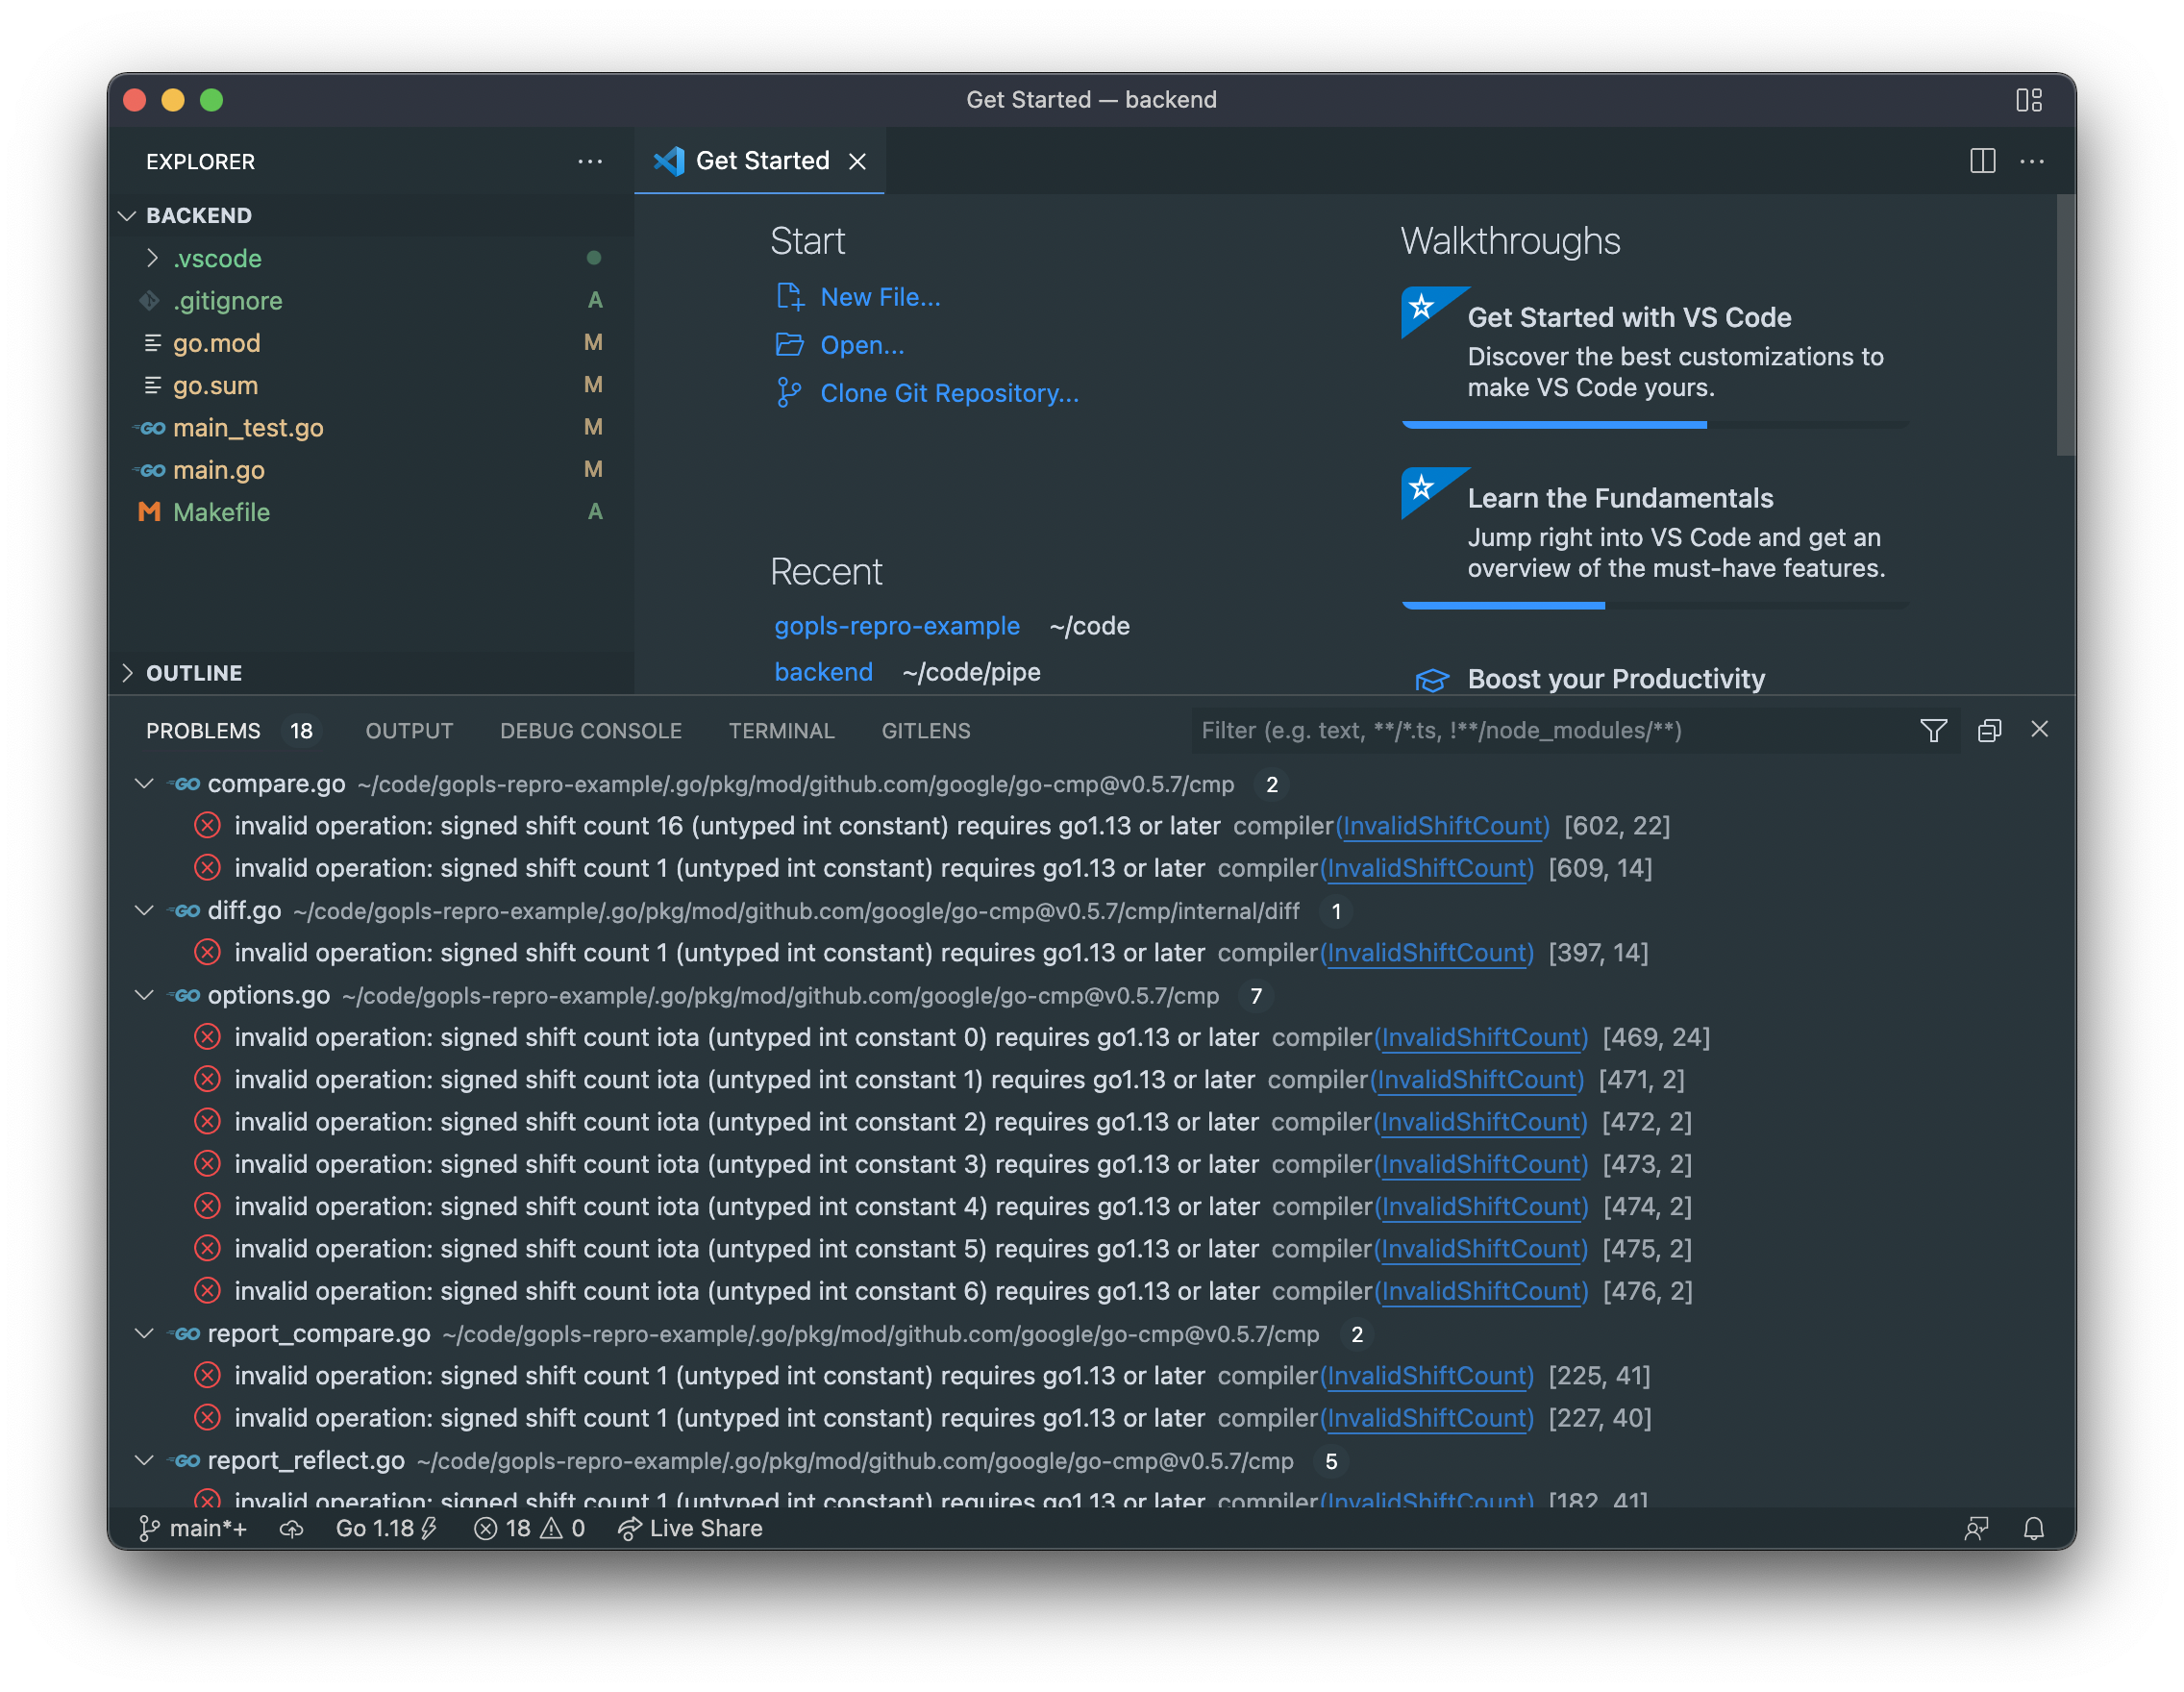 Get Started — backend
EXPLORER
Get Started
BACKEND
.vscode
.gitignore A
go.mod M
go.sum M
GO main_test.go M
GO main.go M
Makefile A
OUTLINE
Start
New File...
Open...
Clone Git Repository...
Recent
gopls-repro-example ~/code
backend ~/code/pipe
Walkthroughs
Get Started with VS Code
Discover the best customizations to
make VS Code yours.
Learn the Fundamentals
Jump right into VS Code and get an
overview of the must-have features.
Boost your Productivity
PROBLEMS 18 OUTPUT DEBUG CONSOLE TERMINAL GITLENS Filter (e.g. text, **/*.ts, !**/node_modules/**)
GO compare.go ~/code/gopls-repro-example/.go/pkg/mod/github.com/google/go-cmp@v0.5.7/cmp 2
invalid operation: signed shift count 16 (untyped int constant) requires go1.13 or later compiler(InvalidShiftCount) [602, 22]
invalid operation: signed shift count 1 (untyped int constant) requires go1.13 or later compiler(InvalidShiftCount) [609, 14]
GO diff.go ~/code/gopls-repro-example/.go/pkg/mod/github.com/google/go-cmp@v0.5.7/cmp/internal/diff 1
invalid operation: signed shift count 1 (untyped int constant) requires go1.13 or later compiler(InvalidShiftCount) [397, 14]
GO options.go ~/code/gopls-repro-example/.go/pkg/mod/github.com/google/go-cmp@v0.5.7/cmp 7
invalid operation: signed shift count iota (untyped int constant 0) requires go1.13 or later compiler(InvalidShiftCount) [469, 24]
invalid operation: signed shift count iota (untyped int constant 1) requires go1.13 or later compiler(InvalidShiftCount) [471, 2]
invalid operation: signed shift count iota (untyped int constant 2) requires go1.13 or later compiler(InvalidShiftCount) [472, 2]
invalid operation: signed shift count iota (untyped int constant 3) requires go1.13 or later compiler(InvalidShiftCount) [473, 2]
invalid operation: signed shift count iota (untyped int constant 4) requires go1.13 or later compiler(InvalidShiftCount) [474, 2]
invalid operation: signed shift count iota (untyped int constant 5) requires go1.13 or later compiler(InvalidShiftCount) [475, 2]
invalid operation: signed shift count iota (untyped int constant 6) requires go1.13 or later compiler(InvalidShiftCount) [476, 2]
GO report_compare.go ~/code/gopls-repro-example/.go/pkg/mod/github.com/google/go-cmp@v0.5.7/cmp 2
invalid operation: signed shift count 1 (untyped int constant) requires go1.13 or later compiler(InvalidShiftCount) [225, 41]
invalid operation: signed shift count 1 (untyped int constant) requires go1.13 or later compiler(InvalidShiftCount) [227, 40]
GO report_reflect.go ~/code/gopls-repro-example/.go/pkg/mod/github.com/google/go-cmp@v0.5.7/cmp 5
invalid operation: signed shift count 1 (untyped int constant) requires go1.13 or later compiler(InvalidShiftCount) [182, 41]
main*+ Go 1.18 18 0 Live Share